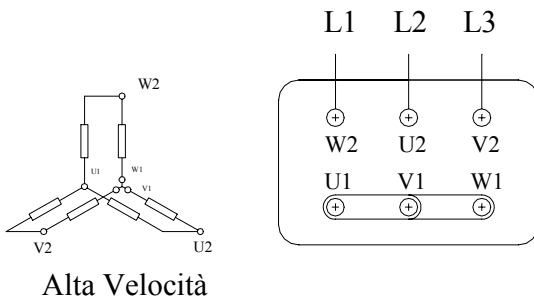 L1 L2 L3
W2
W2 U2 V2
U1 W1
V1
U1 V1 W1
V2 U2
Alta Velocità